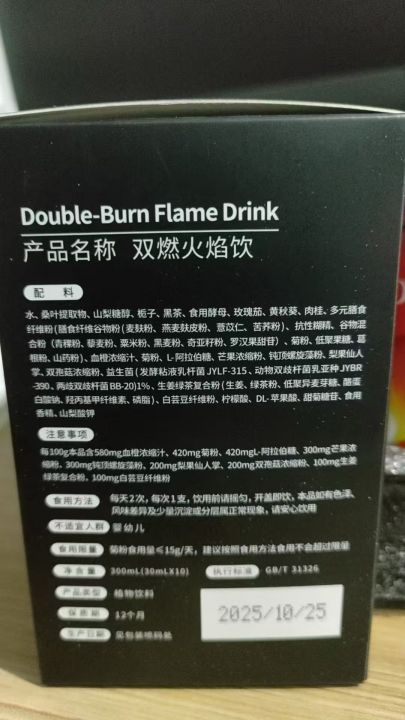 Double-Burn Flame Drink
产品名称 双燃火焰饮
配 料
水、桑叶提取物、山梨糖醇、栀子、黑茶、食用酵母、玫瑰茄、黄秋葵、肉桂、多元膳食
纤维粉(膳食纤维谷物粉(麦麸粉、燕麦麸皮粉、薏苡仁、苦荞粉)、抗性糊精、谷物混
合粉(青稞粉、藜麦粉、粟米粉、黑麦粉、奇亚籽粉、罗汉果甜苷)、菊粉、低聚果糖、葛
根粉、山药粉)、血橙浓缩汁、菊粉、L-阿拉伯糖、芒果浓缩粉、钝顶螺旋藻粉、梨果仙人
掌、双孢菇浓缩粉、益生菌(发酵粘液乳杆菌 JYLF-315、动物双歧杆菌乳亚种 JYBR
-390、两歧双歧杆菌 BB-20)1%、生姜绿茶复合粉(生姜、绿茶粉、低聚异麦芽糖、酪蛋
白酸钠、羟丙基甲纤维素、磷脂)、白芸豆纤维粉、柠檬酸、DL-苹果酸、甜菊糖苷、食用
香精、山梨酸钾
注意事项
每100g本品含580mg血橙浓缩汁、420mg菊粉、420mgL-阿拉伯糖、300mg芒果浓
缩粉、300mg钝顶螺旋藻粉、200mg梨果仙人掌、200mg双孢菇浓缩粉、100mg生姜
绿茶复合粉、100mg白芸豆纤维粉
食用方法 每天2次，每次1支，饮用前请摇匀，开盖即饮，本品如有色泽、
风味差异及少量沉淀或分层属正常现象，请安心饮用
不适宜人群 婴幼儿
食用限量 菊粉食用量≤15g/天，建议按照食用方法食用不会超过限量
净含量 300mL(30mLX10) 执行标准 GB/T 31326
产品类型 植物饮料
保质期 12个月 2025/10/25
生产日期 见包装喷码处